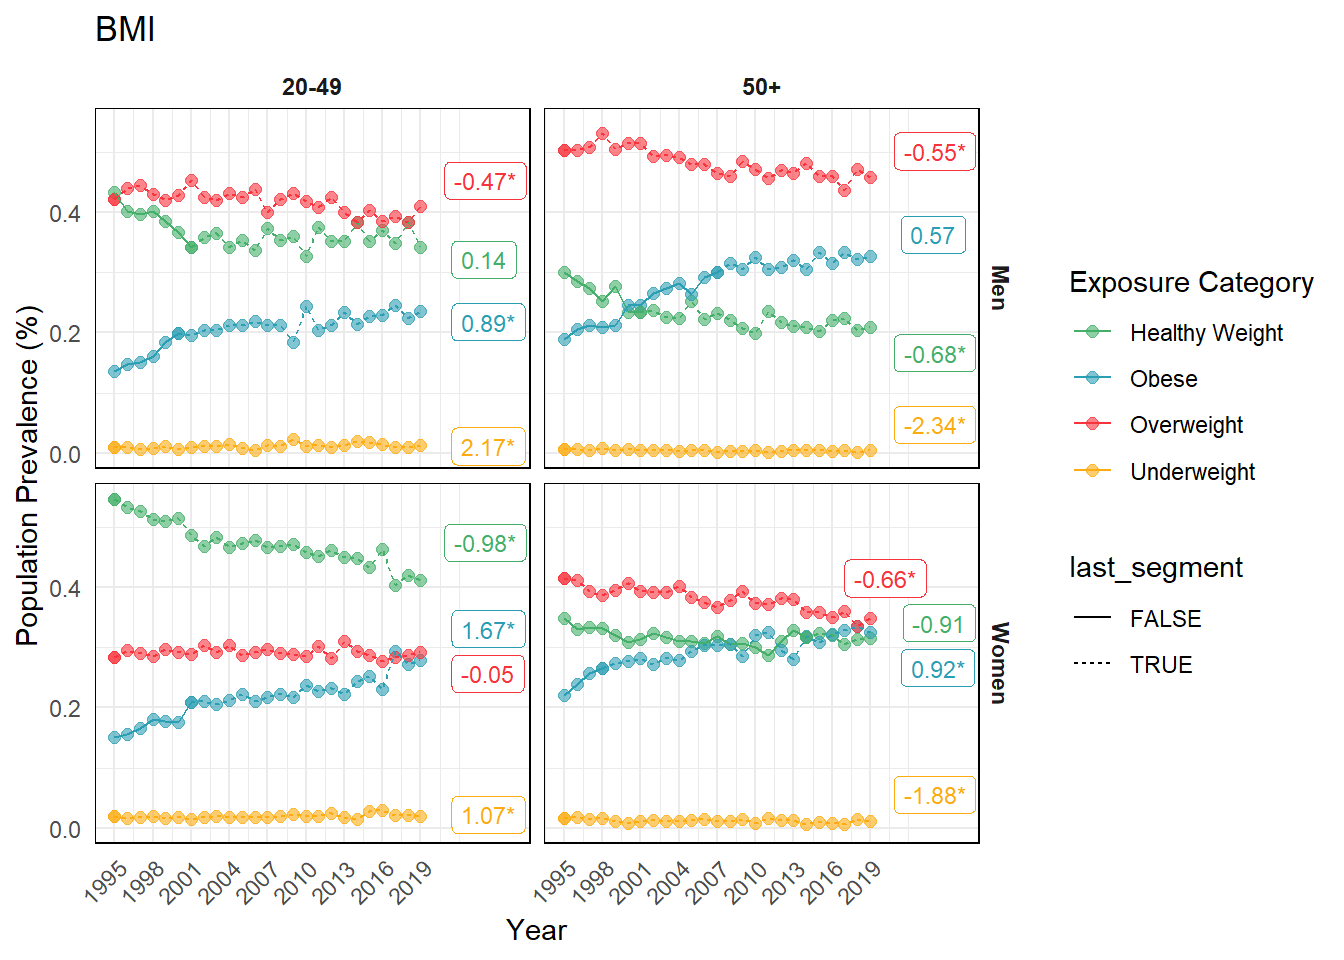 BMI
20-49
50+
-0.47*
0.14
0.89*
2.17*
-0.55*
0.57
-0.68*
-2.34*
Men
0.4
0.2
0.0
-0.98*
1.67*
-0.05
1.07*
-0.66*
-0.91
0.92*
-1.88*
Women
0.4
0.2
0.0
Population Prevalence (%)
1995 1998 2001 2004 2007 2010 2013 2016 2019
1995 1998 2001 2004 2007 2010 2013 2016 2019
Year
Exposure Category
Healthy Weight
Obese
Overweight
Underweight
last_segment
FALSE
TRUE